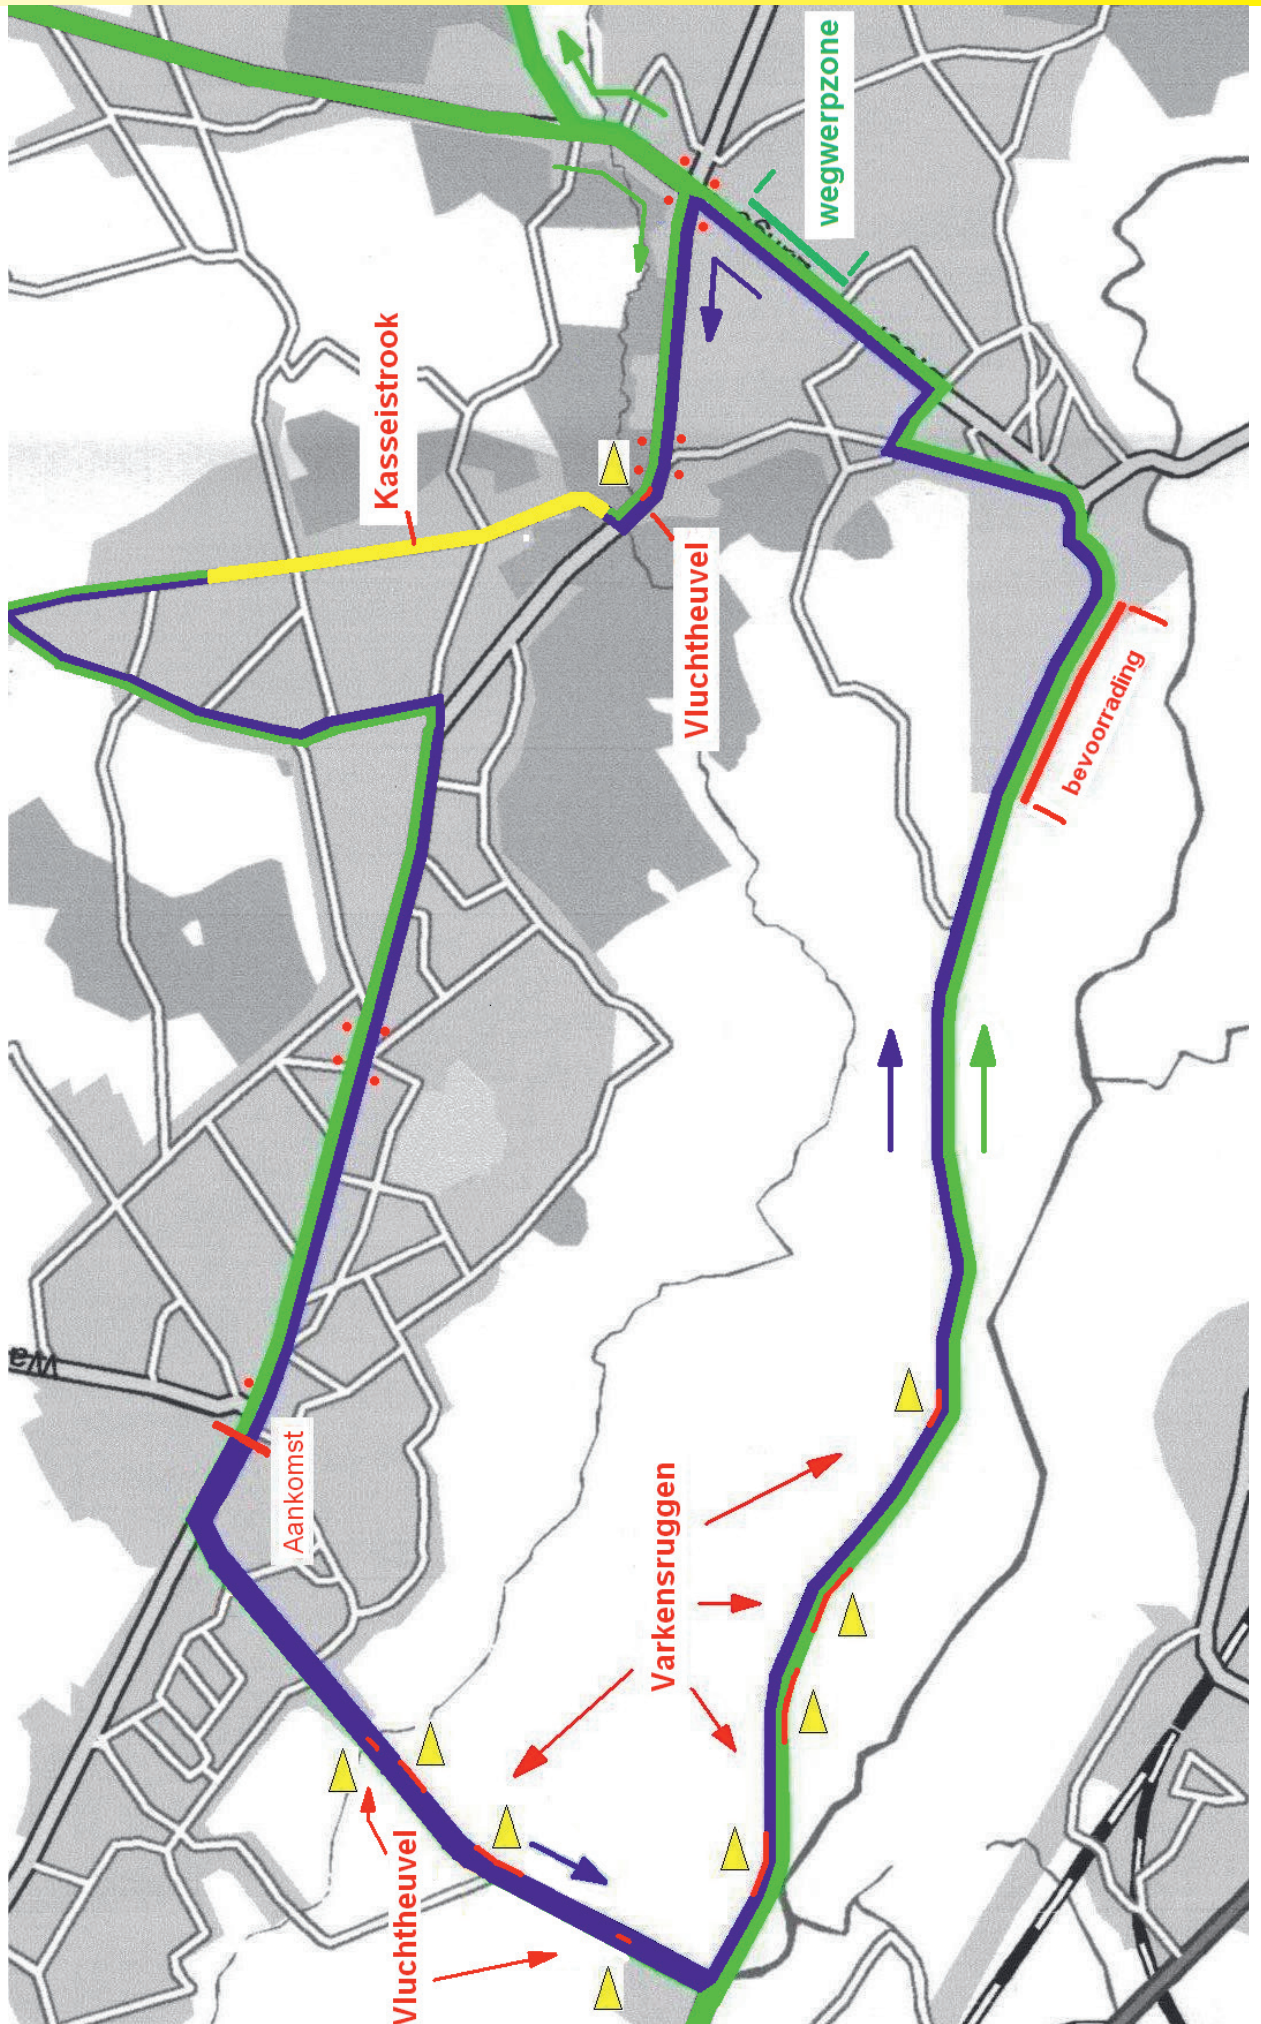 wegwerpzone
Kasseistrook
Vluchtheuvel
bevoorrading
Aankomst
Varkensruggen
Vluchtheuvel